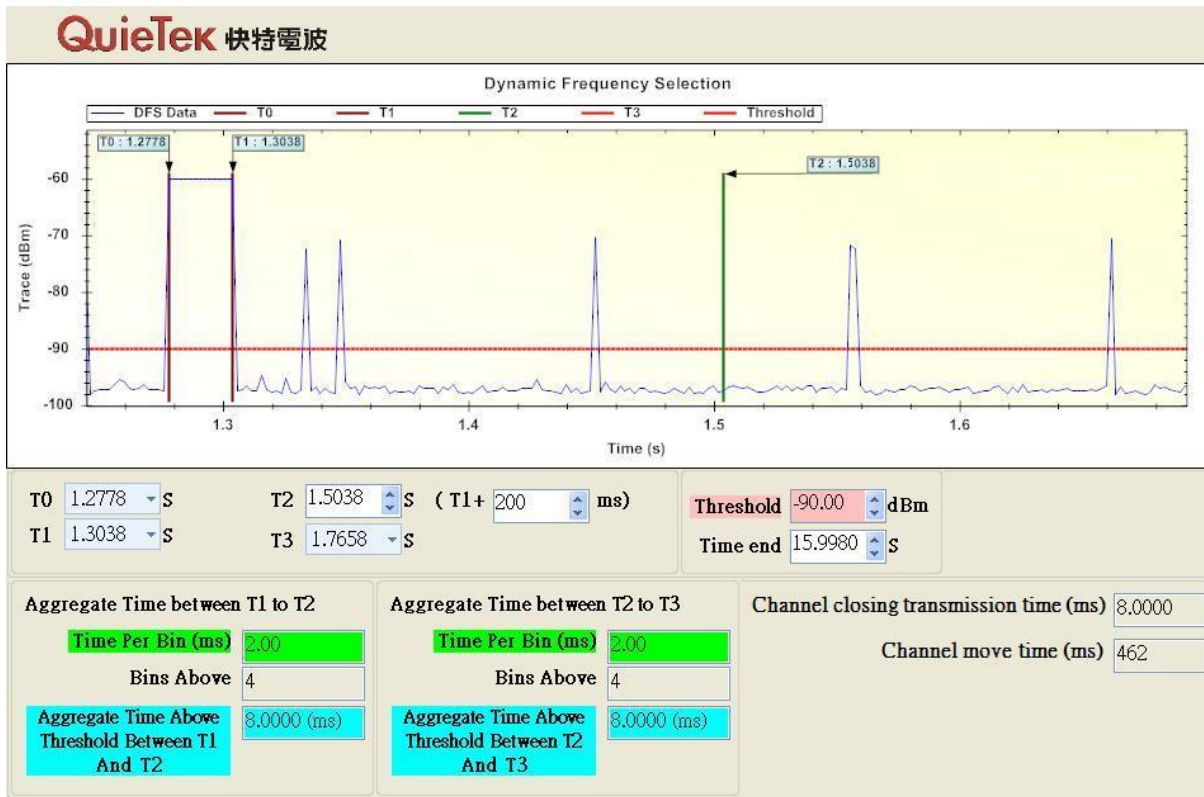 QuieTek 快特電波
Dynamic Frequency Selection
DFS Data T0 T1 T2 T3 Threshold
T0 : 1.2778 T1 : 1.3038 T2 : 1.5038
Trace (dBm)
-60
-70
-80
-90
-100
1.3 1.4 1.5 1.6
Time (s)
T0 1.2778 S T2 1.5038 S ( T1+ 200 ms) Threshold -90.00 dBm
T1 1.3038 S T3 1.7658 S Time end 15.9980 S
Aggregate Time between T1 to T2
Time Per Bin (ms) 2.00
Bins Above 4
Aggregate Time Above 8.0000 (ms)
Threshold Between T1
And T2
Aggregate Time between T2 to T3
Time Per Bin (ms) 2.00
Bins Above 4
Aggregate Time Above 8.0000 (ms)
Threshold Between T2
And T3
Channel closing transmission time (ms) 8.0000
Channel move time (ms) 462